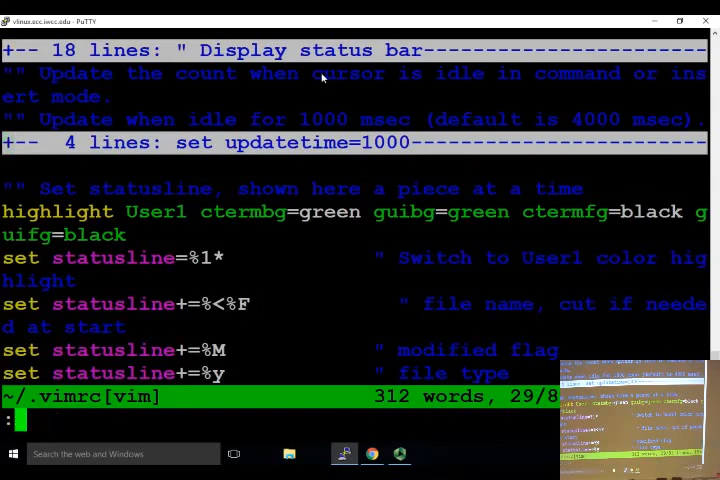 vlinux.ecc.iwcc.edu - PuTTY
+-- 18 lines: " Display status bar-----------------------
"" Update the count when cursor is idle in command or ins
ert mode.
"" Update when idle for 1000 msec (default is 4000 msec).
+--  4 lines: set updatetime=1000------------------------
"" Set statusline, shown here a piece at a time
highlight User1 ctermbg=green guibg=green ctermfg=black g
uifg=black
set statusline=%1* " Switch to User1 color hig
hlight
set statusline+=%<%F " file name, cut if neede
d at start
set statusline+=%M " modified flag
set statusline+=%y " file type
~/.vimrc[vim] 312 words, 29/8
:
Search the web and Windows